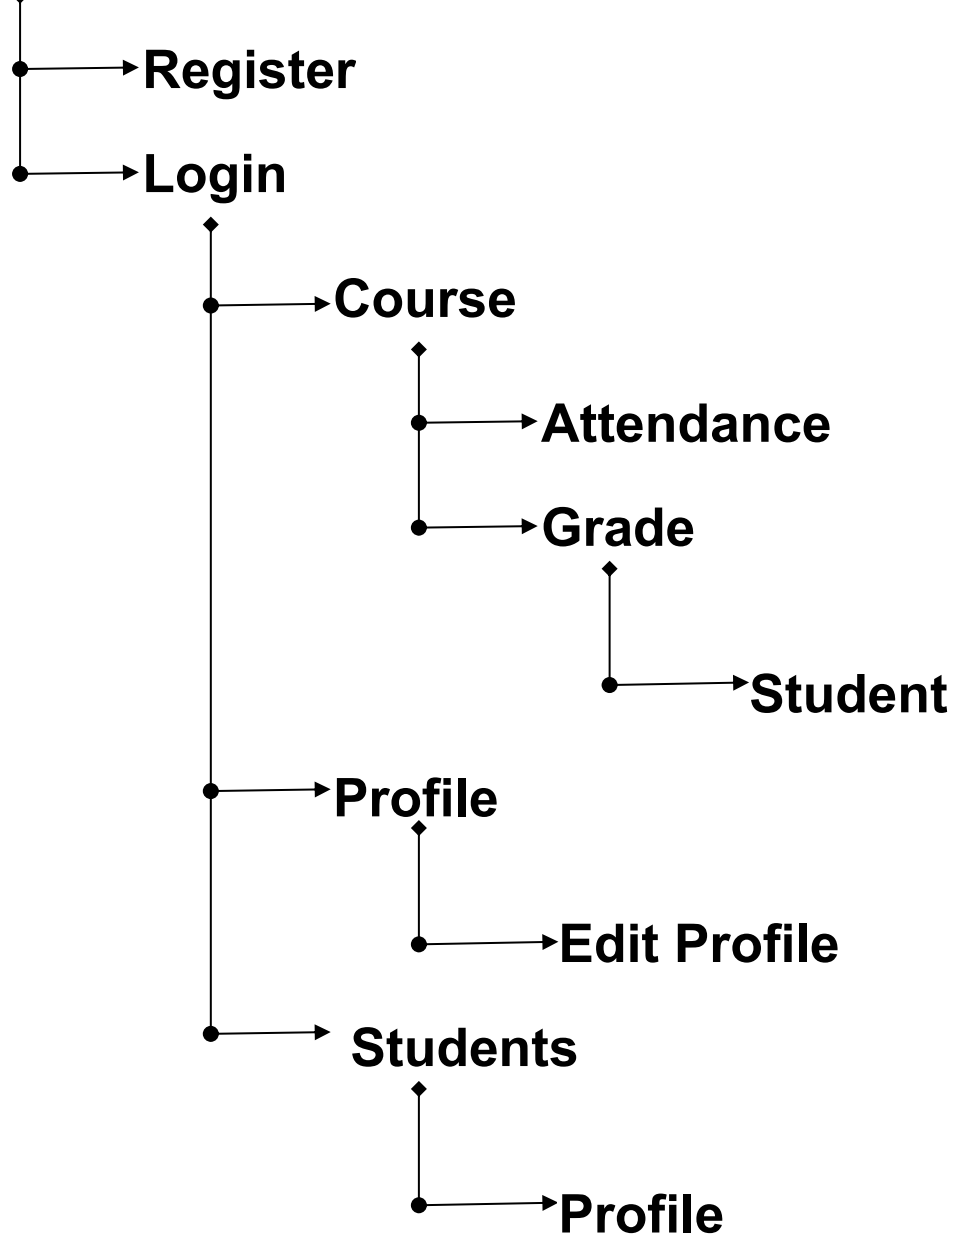 Register
Login
Course
Attendance
Grade
Student
Profile
Edit Profile
Students
Profile